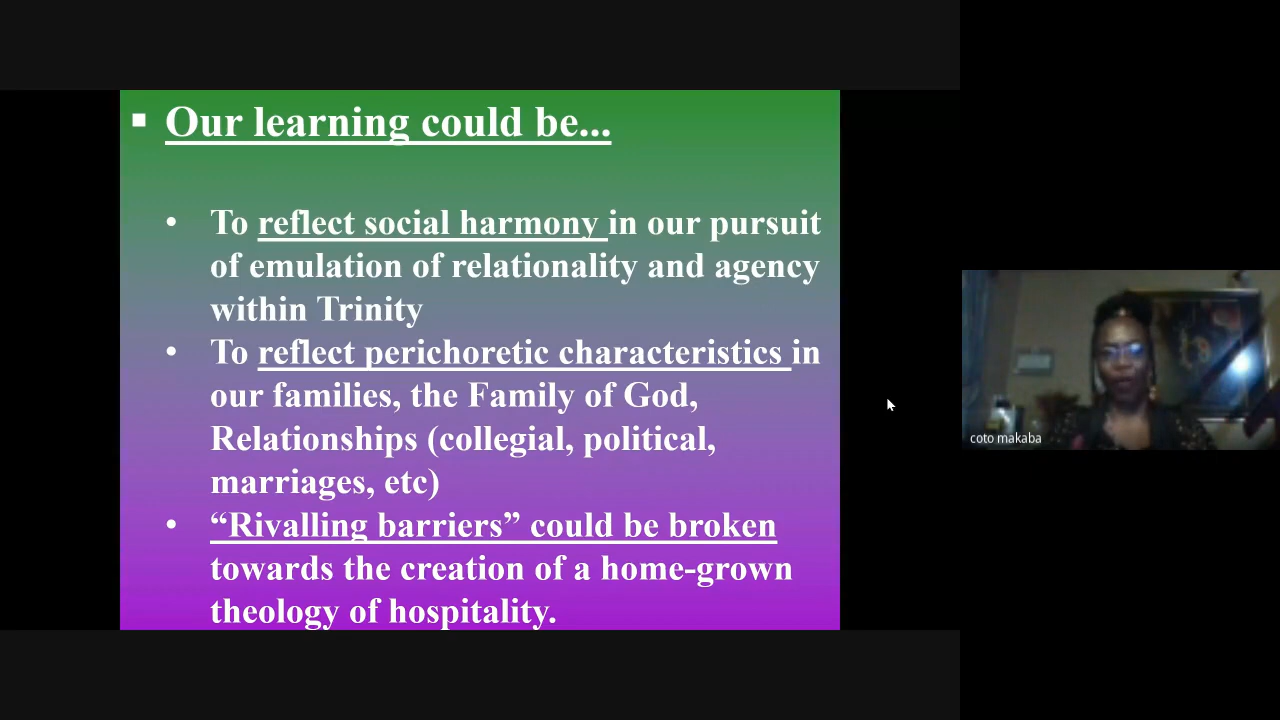 ▪ Our learning could be...
• To reflect social harmony in our pursuit
of emulation of relationality and agency
within Trinity
• To reflect perichoretic characteristics in
our families, the Family of God,
Relationships (collegial, political,
marriages, etc)
• “Rivalling barriers” could be broken
towards the creation of a home-grown
theology of hospitality.
coto makaba